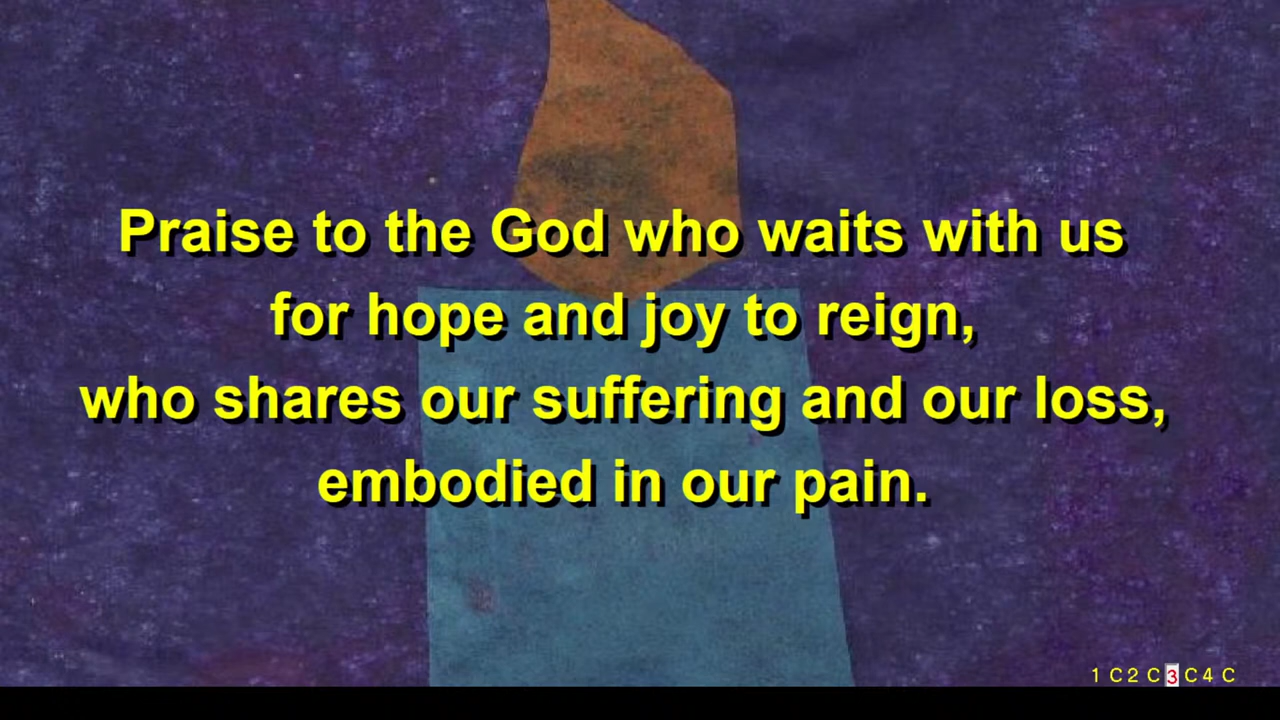 Praise to the God who waits with us
for hope and joy to reign,
who shares our suffering and our loss,
embodied in our pain.
1 C 2 C 3 C 4 C